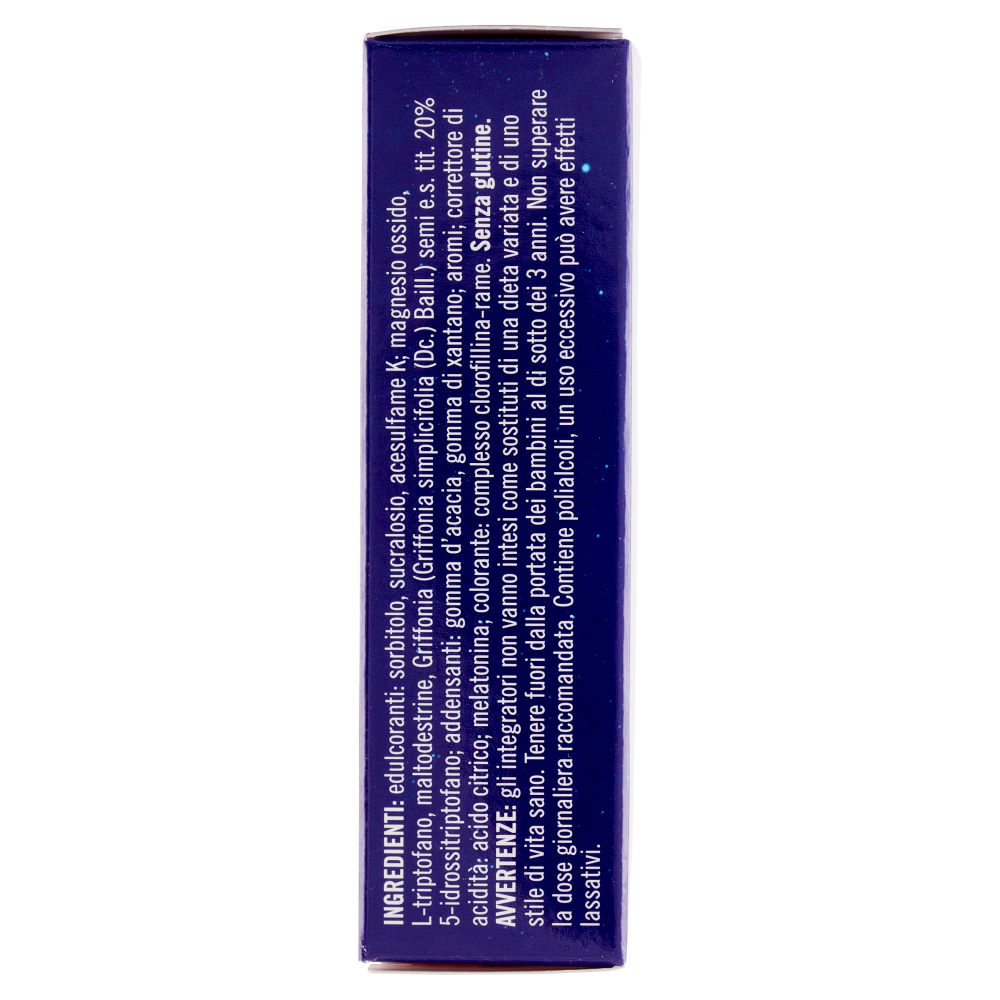 INGREDIENTI: edulcoranti: sorbitolo, sucralosio, acesulfame K; magnesio ossido,
L-triptofano, maltodestrine, Griffonia (Griffonia simplicifolia (Dc.) Baill.) semi e.s. tit. 20%
5-idrossitriptofano; addensanti: gomma d'acacia, gomma di xantano; aromi; correttore di
acidità: acido citrico; melatonina; colorante: complesso clorofillina-rame. Senza glutine.
AVVERTENZE: gli integratori non vanno intesi come sostituti di una dieta variata e di uno
stile di vita sano. Tenere fuori dalla portata dei bambini al di sotto dei 3 anni. Non superare
la dose giornaliera raccomandata. Contiene polialcoli, un uso eccessivo può avere effetti
lassativi.